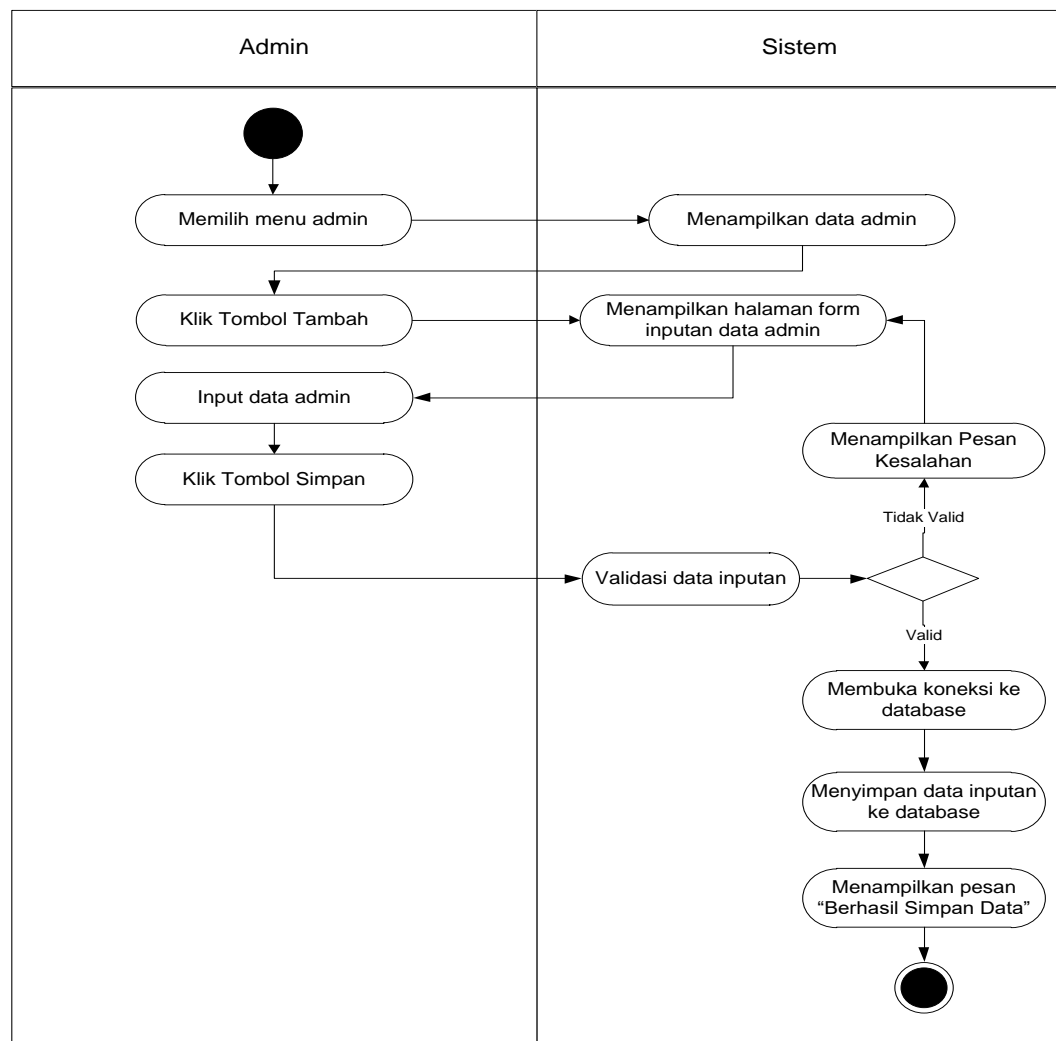 Admin
Sistem
Memilih menu admin
Menampilkan data admin
Klik Tombol Tambah
Menampilkan halaman form
inputan data admin
Input data admin
Menampilkan Pesan
Kesalahan
Klik Tombol Simpan
Tidak Valid
Validasi data inputan
Valid
Membuka koneksi ke
database
Menyimpan data inputan
ke database
Menampilkan pesan
“Berhasil Simpan Data”